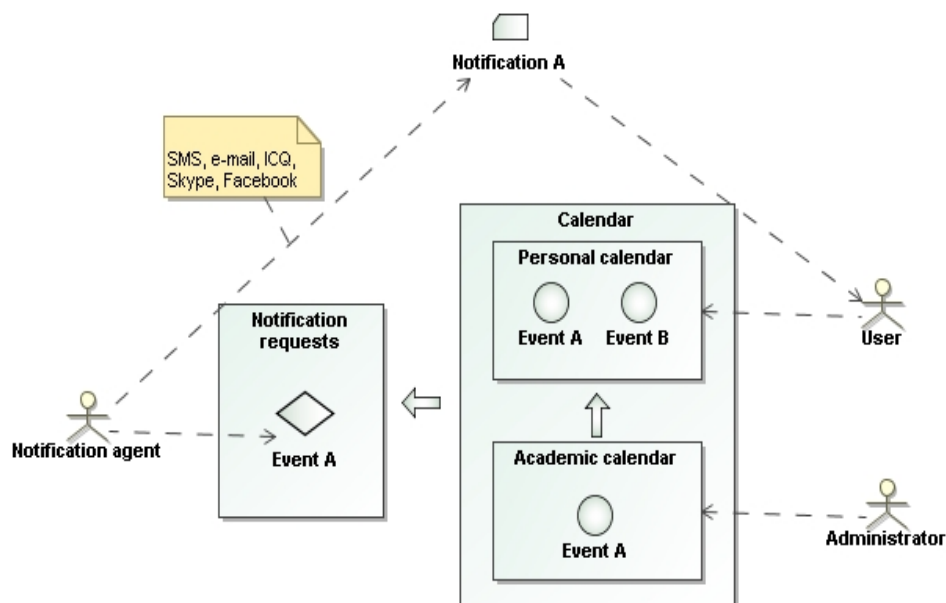 Notification A
SMS, e-mail, ICQ,
Skype, Facebook
Calendar
Personal calendar
Event A
Event B
User
Notification
requests
Event A
Notification agent
Academic calendar
Event A
Administrator